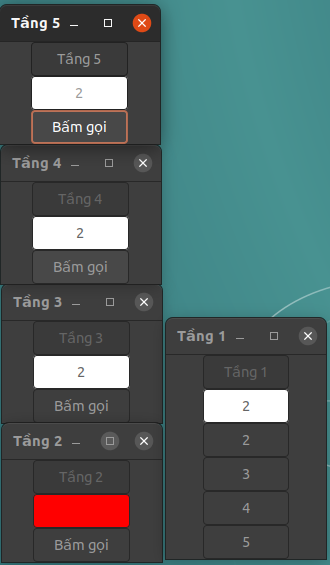 Tầng 5
Tầng 5
2
Bấm gọi
Tầng 4
Tầng 4
2
Bấm gọi
Tầng 3
Tầng 3
2
Bấm gọi
Tầng 2
Tầng 2
Bấm gọi
Tầng 1
Tầng 1
2
2
3
4
5